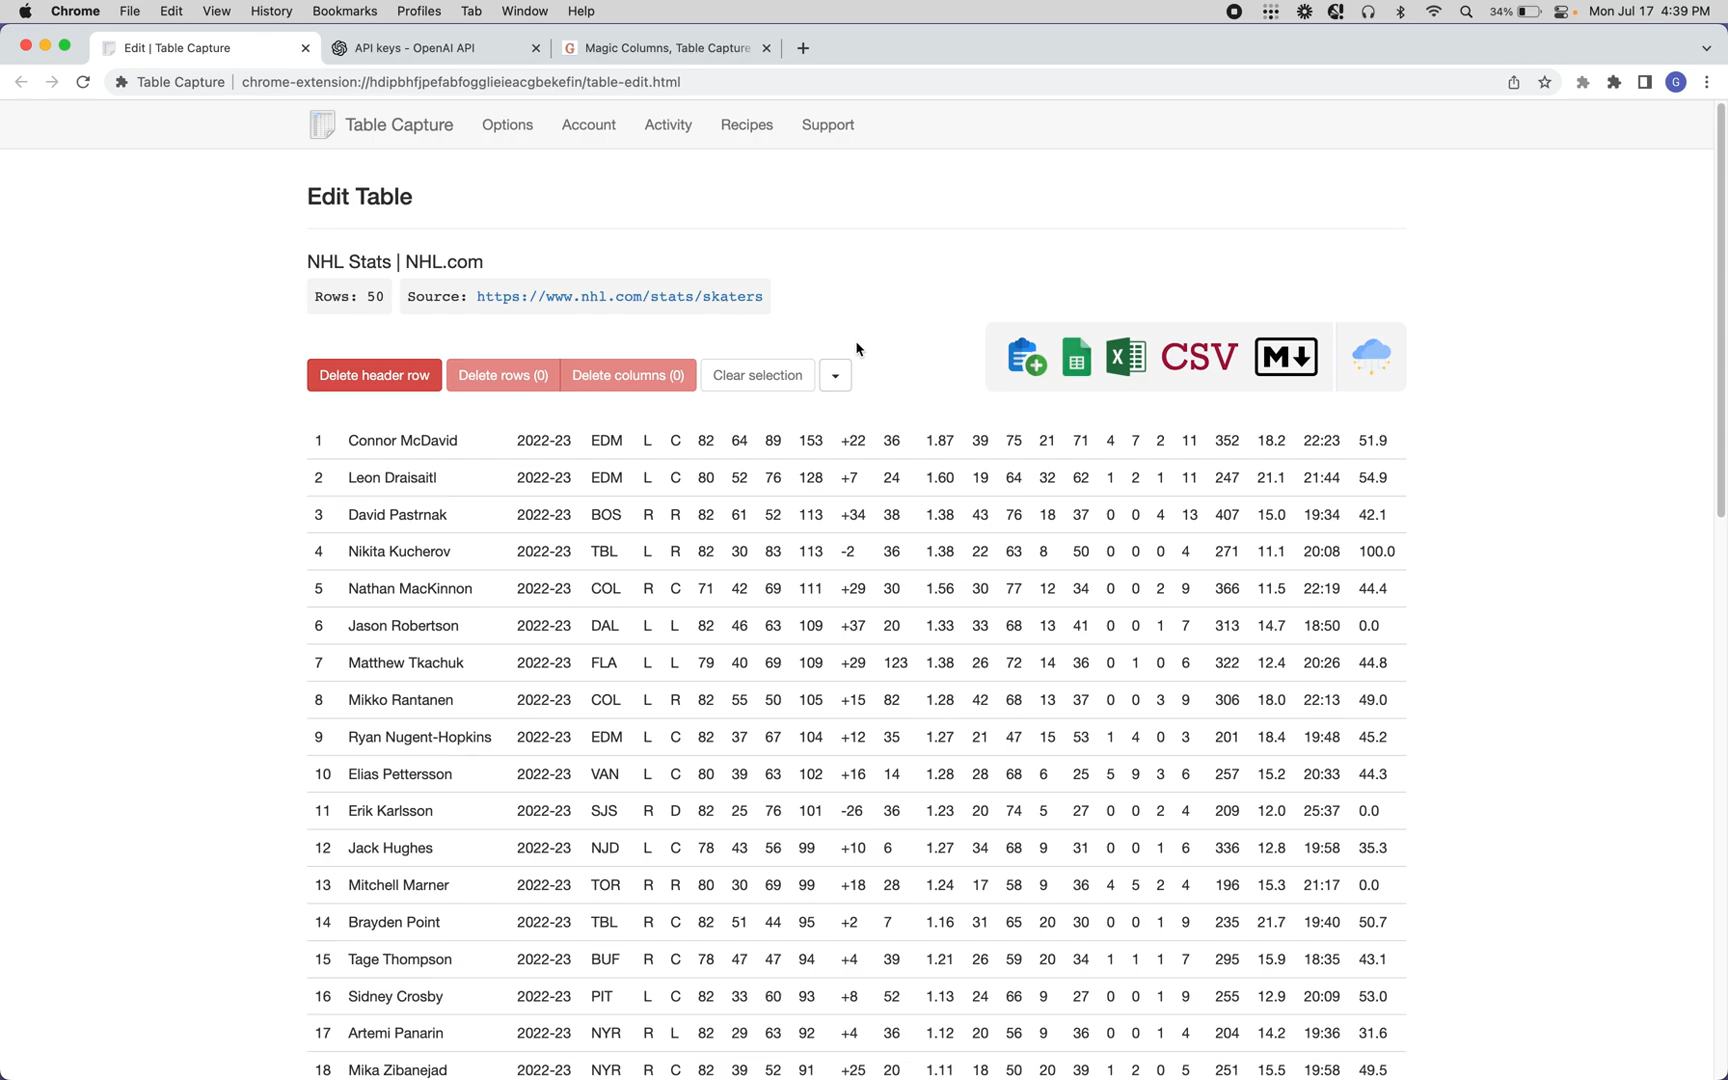 Chrome File Edit View History Bookmarks Profiles Tab Window Help 34% Mon Jul 17 4:39 PM
Edit | Table Capture API keys - OpenAI API G Magic Columns, Table Capture
Table Capture chrome-extension://hdipbhfjpefabfogglieieacgbekefin/table-edit.html G
Table Capture Options Account Activity Recipes Support
Edit Table
NHL Stats | NHL.com
Rows: 50 Source: https://www.nhl.com/stats/skaters
Delete header row Delete rows (0) Delete columns (0) Clear selection X CSV M↓
1 Connor McDavid 2022-23 EDM L C 82 64 89 153 +22 36 1.87 39 75 21 71 4 7 2 11 352 18.2 22:23 51.9
2 Leon Draisaitl 2022-23 EDM L C 80 52 76 128 +7 24 1.60 19 64 32 62 1 2 1 11 247 21.1 21:44 54.9
3 David Pastrnak 2022-23 BOS R R 82 61 52 113 +34 38 1.38 43 76 18 37 0 0 4 13 407 15.0 19:34 42.1
4 Nikita Kucherov 2022-23 TBL L R 82 30 83 113 -2 36 1.38 22 63 8 50 0 0 0 4 271 11.1 20:08 100.0
5 Nathan MacKinnon 2022-23 COL R C 71 42 69 111 +29 30 1.56 30 77 12 34 0 0 2 9 366 11.5 22:19 44.4
6 Jason Robertson 2022-23 DAL L L 82 46 63 109 +37 20 1.33 33 68 13 41 0 0 1 7 313 14.7 18:50 0.0
7 Matthew Tkachuk 2022-23 FLA L L 79 40 69 109 +29 123 1.38 26 72 14 36 0 1 0 6 322 12.4 20:26 44.8
8 Mikko Rantanen 2022-23 COL L R 82 55 50 105 +15 82 1.28 42 68 13 37 0 0 3 9 306 18.0 22:13 49.0
9 Ryan Nugent-Hopkins 2022-23 EDM L C 82 37 67 104 +12 35 1.27 21 47 15 53 1 4 0 3 201 18.4 19:48 45.2
10 Elias Pettersson 2022-23 VAN L C 80 39 63 102 +16 14 1.28 28 68 6 25 5 9 3 6 257 15.2 20:33 44.3
11 Erik Karlsson 2022-23 SJS R D 82 25 76 101 -26 36 1.23 20 74 5 27 0 0 2 4 209 12.0 25:37 0.0
12 Jack Hughes 2022-23 NJD L C 78 43 56 99 +10 6 1.27 34 68 9 31 0 0 1 6 336 12.8 19:58 35.3
13 Mitchell Marner 2022-23 TOR R R 80 30 69 99 +18 28 1.24 17 58 9 36 4 5 2 4 196 15.3 21:17 0.0
14 Brayden Point 2022-23 TBL R C 82 51 44 95 +2 7 1.16 31 65 20 30 0 0 1 9 235 21.7 19:40 50.7
15 Tage Thompson 2022-23 BUF R C 78 47 47 94 +4 39 1.21 26 59 20 34 1 1 1 7 295 15.9 18:35 43.1
16 Sidney Crosby 2022-23 PIT L C 82 33 60 93 +8 52 1.13 24 66 9 27 0 0 1 9 255 12.9 20:09 53.0
17 Artemi Panarin 2022-23 NYR R L 82 29 63 92 +4 36 1.12 20 56 9 36 0 0 1 4 204 14.2 19:36 31.6
18 Mika Zibanejad 2022-23 NYR R C 82 39 52 91 +25 20 1.11 18 50 20 39 1 2 0 5 251 15.5 19:58 49.5